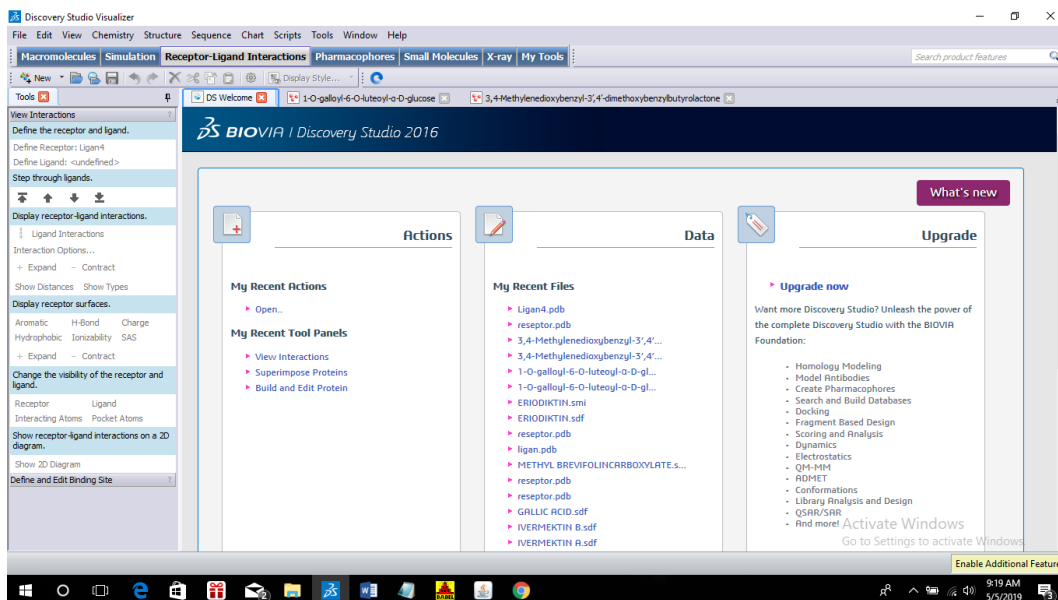 Discovery Studio Visualizer
File Edit View Chemistry Structure Sequence Chart Scripts Tools Window Help
Macromolecules Simulation Receptor-Ligand Interactions Pharmacophores Small Molecules X-ray My Tools
Search product features
New
Display Style...
Tools
DS Welcome
1-O-galloyl-6-O-luteoyl-α-D-glucose
3,4-Methylenedioxybenzyl-3',4'-dimethoxybenzylbutyrolactone
View Interactions
Define the receptor and ligand.
Define Receptor: Ligan4
Define Ligand: <undefined>
Step through ligands.
Display receptor-ligand interactions.
Ligand Interactions
Interaction Options...
+ Expand - Contract
Show Distances Show Types
Display receptor surfaces.
Aromatic H-Bond Charge
Hydrophobic Ionizability SAS
+ Expand - Contract
Change the visibility of the receptor and
ligand.
Receptor Ligand
Interacting Atoms Pocket Atoms
Show receptor-ligand interactions on a 2D
diagram.
Show 2D Diagram
Define and Edit Binding Site
BIOVIA | Discovery Studio 2016
What's new
Actions
My Recent Actions
Open..
My Recent Tool Panels
View Interactions
Superimpose Proteins
Build and Edit Protein
Data
My Recent Files
Ligan4.pdb
reseptor.pdb
3,4-Methylenedioxybenzyl-3',4'...
3,4-Methylenedioxybenzyl-3',4'...
1-O-galloyl-6-O-luteoyl-α-D-gl...
1-O-galloyl-6-O-luteoyl-α-D-gl...
ERIODIKTIN.smi
ERIODIKTIN.sdf
reseptor.pdb
ligan.pdb
METHYL BREVIFOLINCARBOXYLATE.s...
reseptor.pdb
reseptor.pdb
GALLIC ACID.sdf
IVERMEKTIN B.sdf
IVERMEKTIN A.sdf
Upgrade
Upgrade now
Want more Discovery Studio? Unleash the power of
the complete Discovery Studio with the BIOVIA
Foundation:
- Homology Modeling
- Model Antibodies
- Create Pharmacophores
- Search and Build Databases
- Docking
- Fragment Based Design
- Scoring and Analysis
- Dynamics
- Electrostatics
- QM-MM
- ADMET
- Conformations
- Library Analysis and Design
- QSAR/SAR
- And more!
Activate Windows
Go to Settings to activate Windows.
Enable Additional Feature
BABEL
9:19 AM
5/5/2019